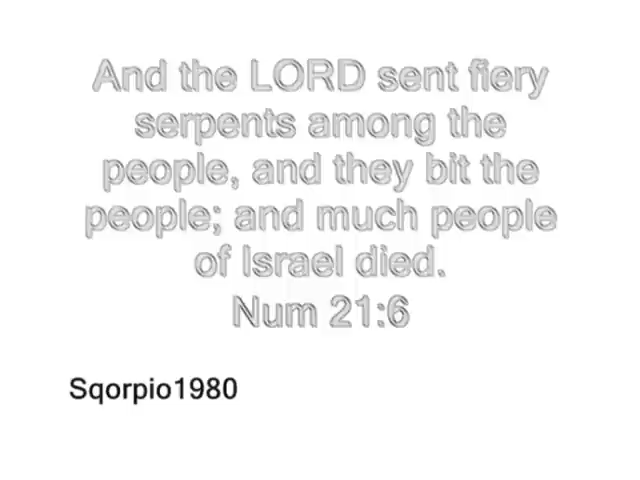 And the LORD sent fiery
serpents among the
people, and they bit the
people; and much people
of Israel died.
Num 21:6
Sqorpio1980